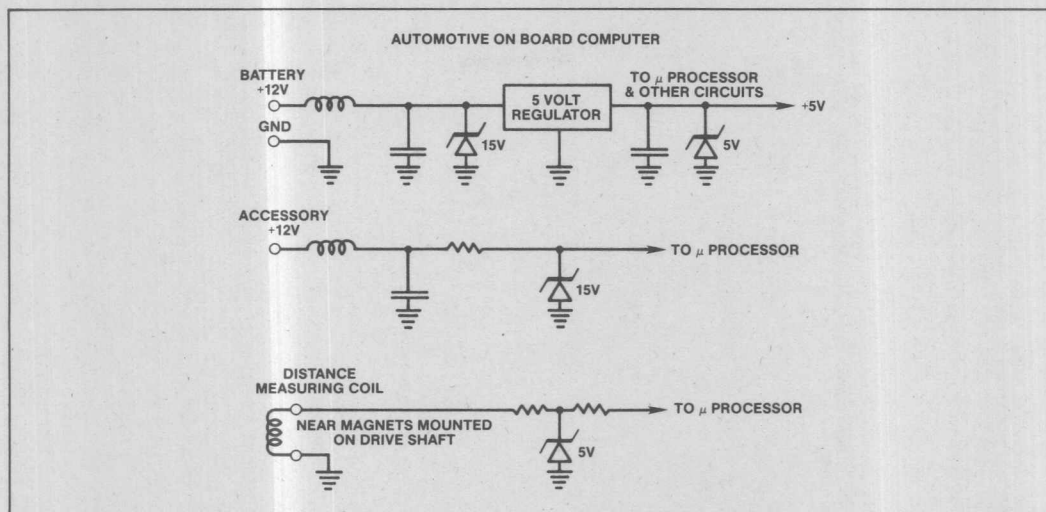 AUTOMOTIVE ON BOARD COMPUTER
BATTERY
+12V
GND
15V
5 VOLT
REGULATOR
TO μ PROCESSOR
& OTHER CIRCUITS
+5V
5V
ACCESSORY
+12V
TO μ PROCESSOR
15V
DISTANCE
MEASURING COIL
NEAR MAGNETS MOUNTED
ON DRIVE SHAFT
TO μ PROCESSOR
5V